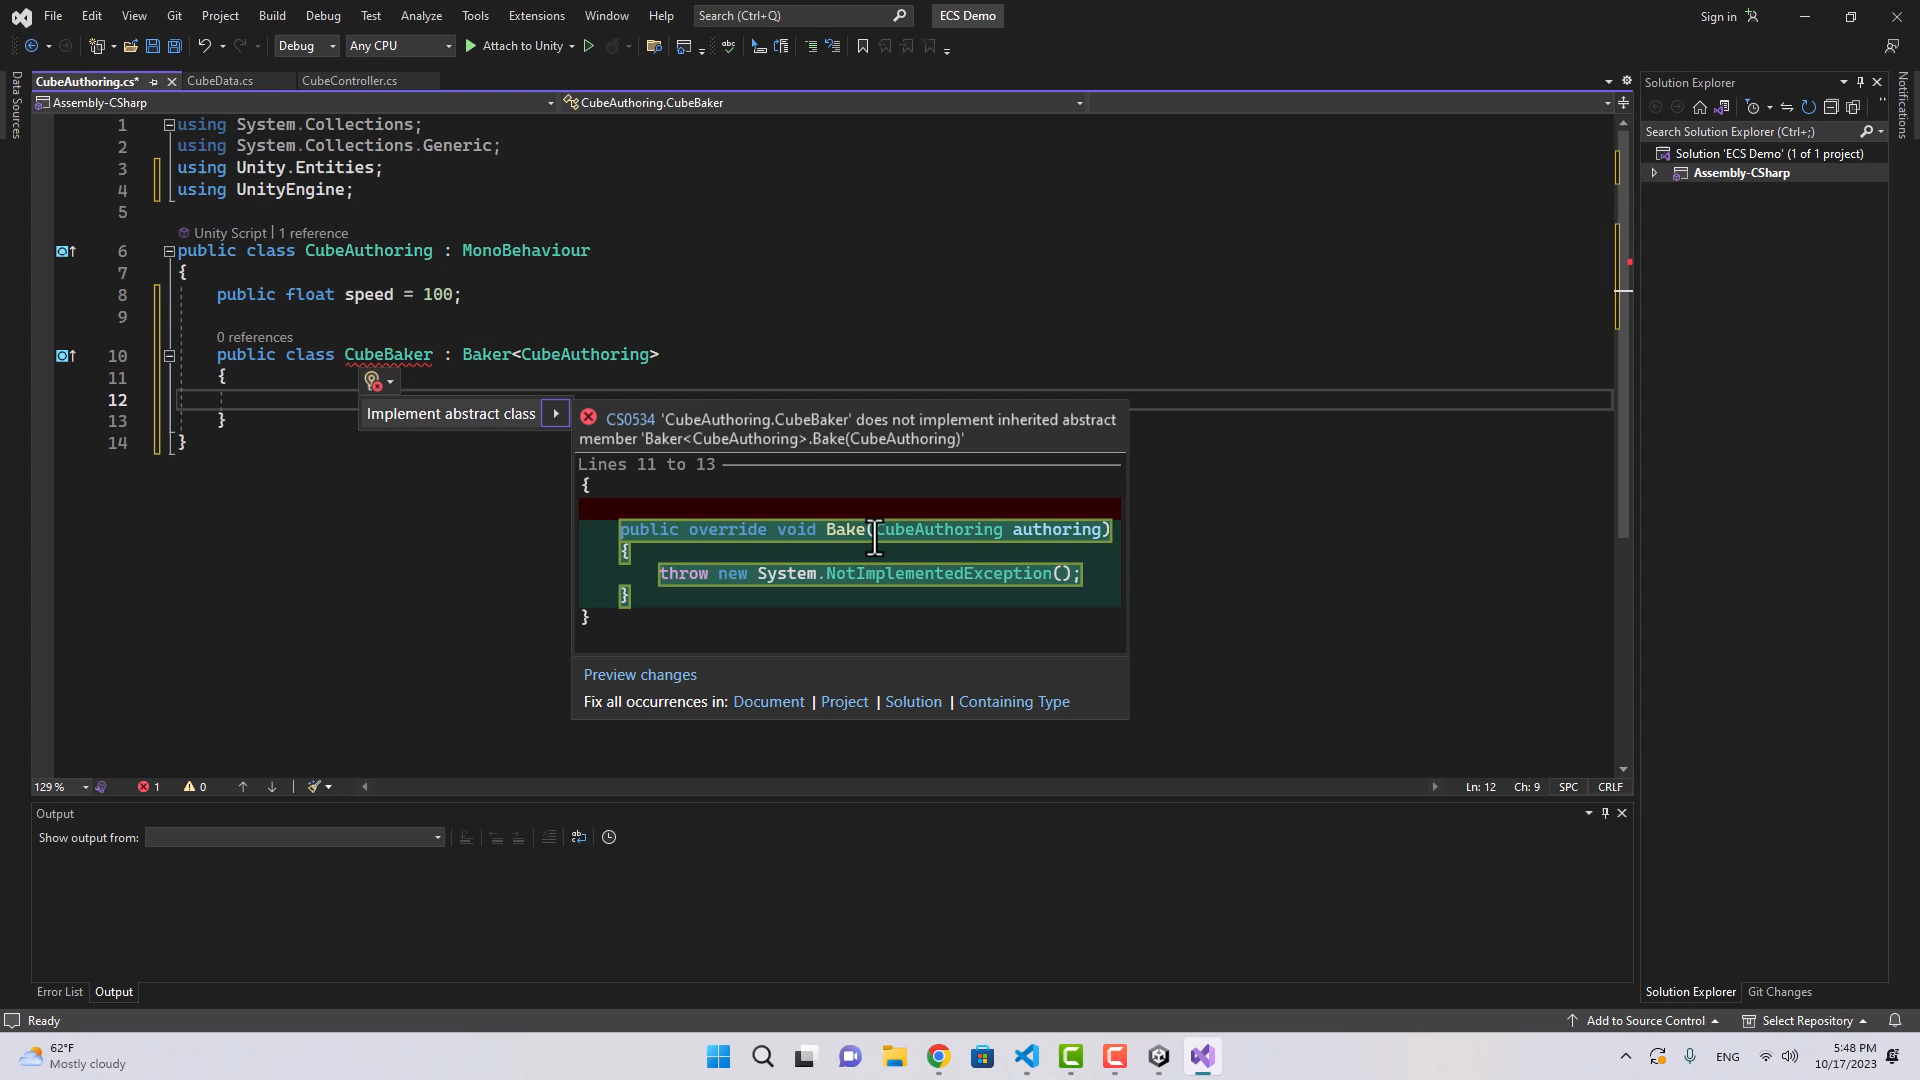 File Edit View Git Project Build Debug Test Analyze Tools Extensions Window Help Search (Ctrl+Q) ECS Demo Sign in
Debug Any CPU Attach to Unity
Data Sources
CubeAuthoring.cs* CubeData.cs CubeController.cs
Assembly-CSharp CubeAuthoring.CubeBaker
1 using System.Collections;
2 using System.Collections.Generic;
3 using Unity.Entities;
4 using UnityEngine;
5
Unity Script | 1 reference
6 public class CubeAuthoring : MonoBehaviour
7 {
8 public float speed = 100;
9
0 references
10 public class CubeBaker : Baker<CubeAuthoring>
11 {
12
13 }
14 }
Implement abstract class
CS0534 'CubeAuthoring.CubeBaker' does not implement inherited abstract
member 'Baker<CubeAuthoring>.Bake(CubeAuthoring)'
Lines 11 to 13
{
public override void Bake(CubeAuthoring authoring)
{
throw new System.NotImplementedException();
}
}
Preview changes
Fix all occurrences in: Document | Project | Solution | Containing Type
129 % 1 0 Ln: 12 Ch: 9 SPC CRLF
Output
Show output from:
Error List Output
Solution Explorer
Search Solution Explorer (Ctrl+;)
Solution 'ECS Demo' (1 of 1 project)
Assembly-CSharp
Notifications
Solution Explorer Git Changes
Ready Add to Source Control Select Repository
62°F
Mostly cloudy
ENG
5:48 PM
10/17/2023